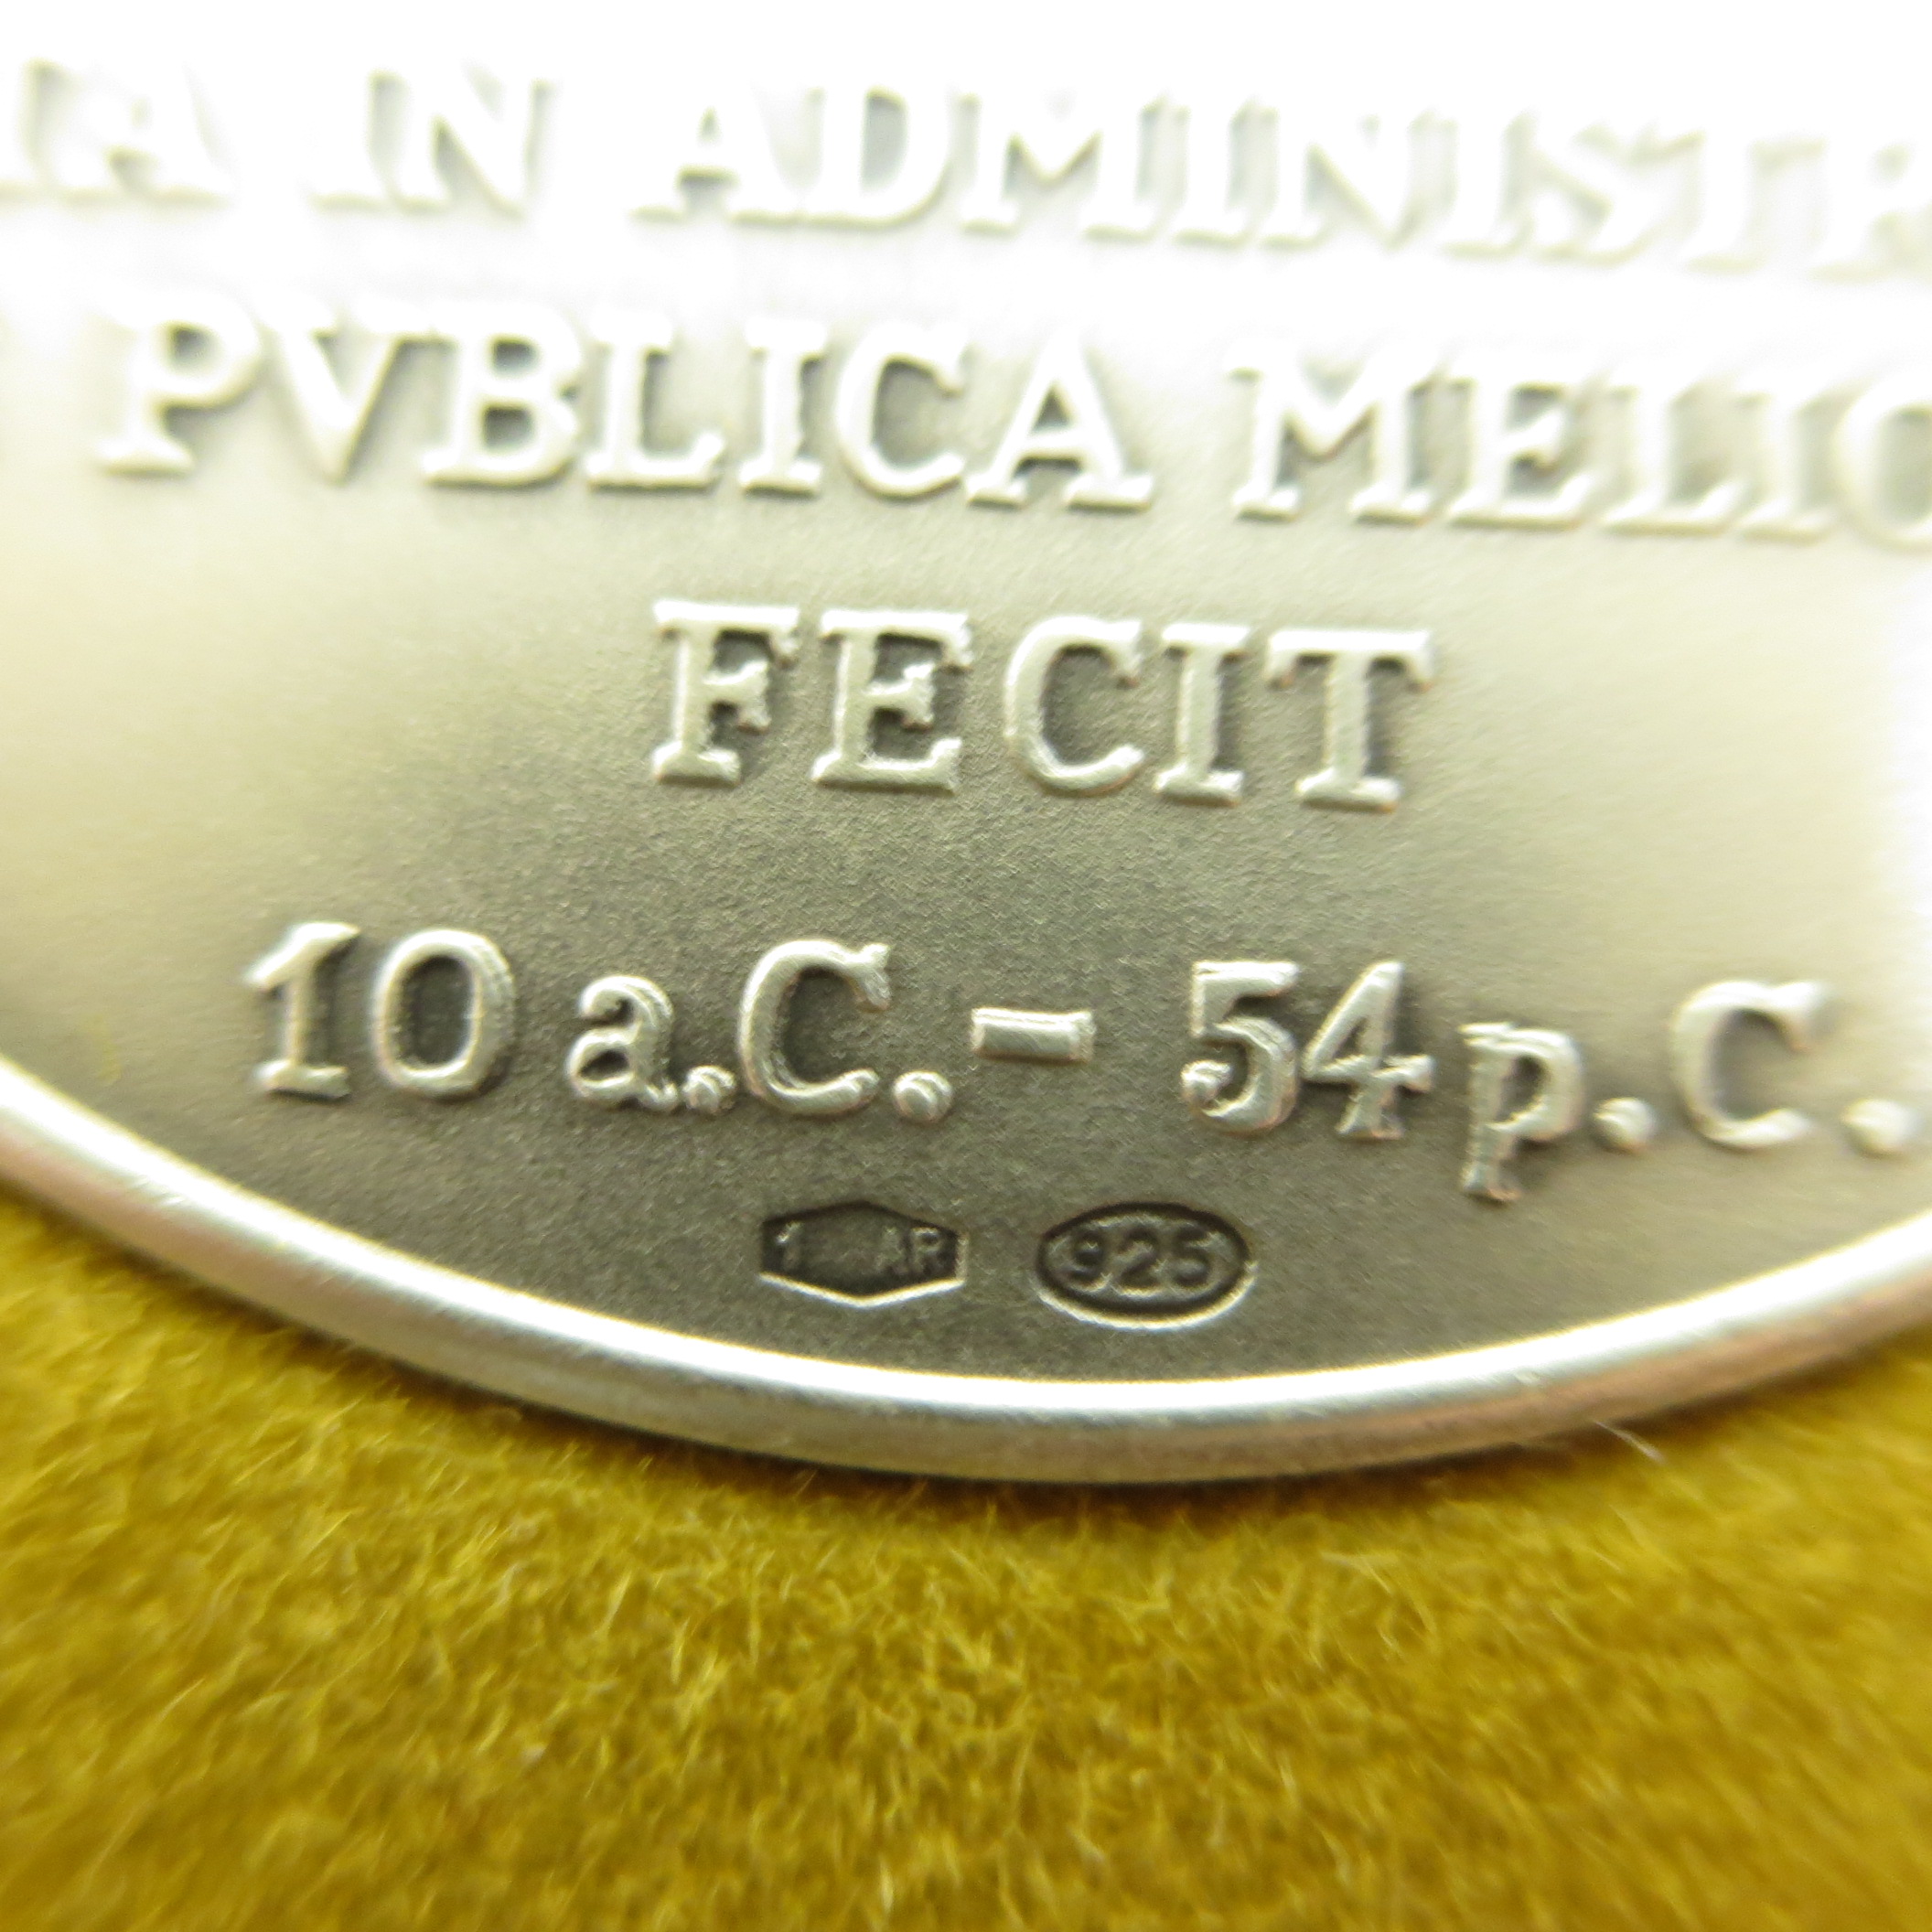 IN ADMINISTR
PVBLICA MELIO
FECIT
10 a.C. - 54 p.C.
1 AR 925